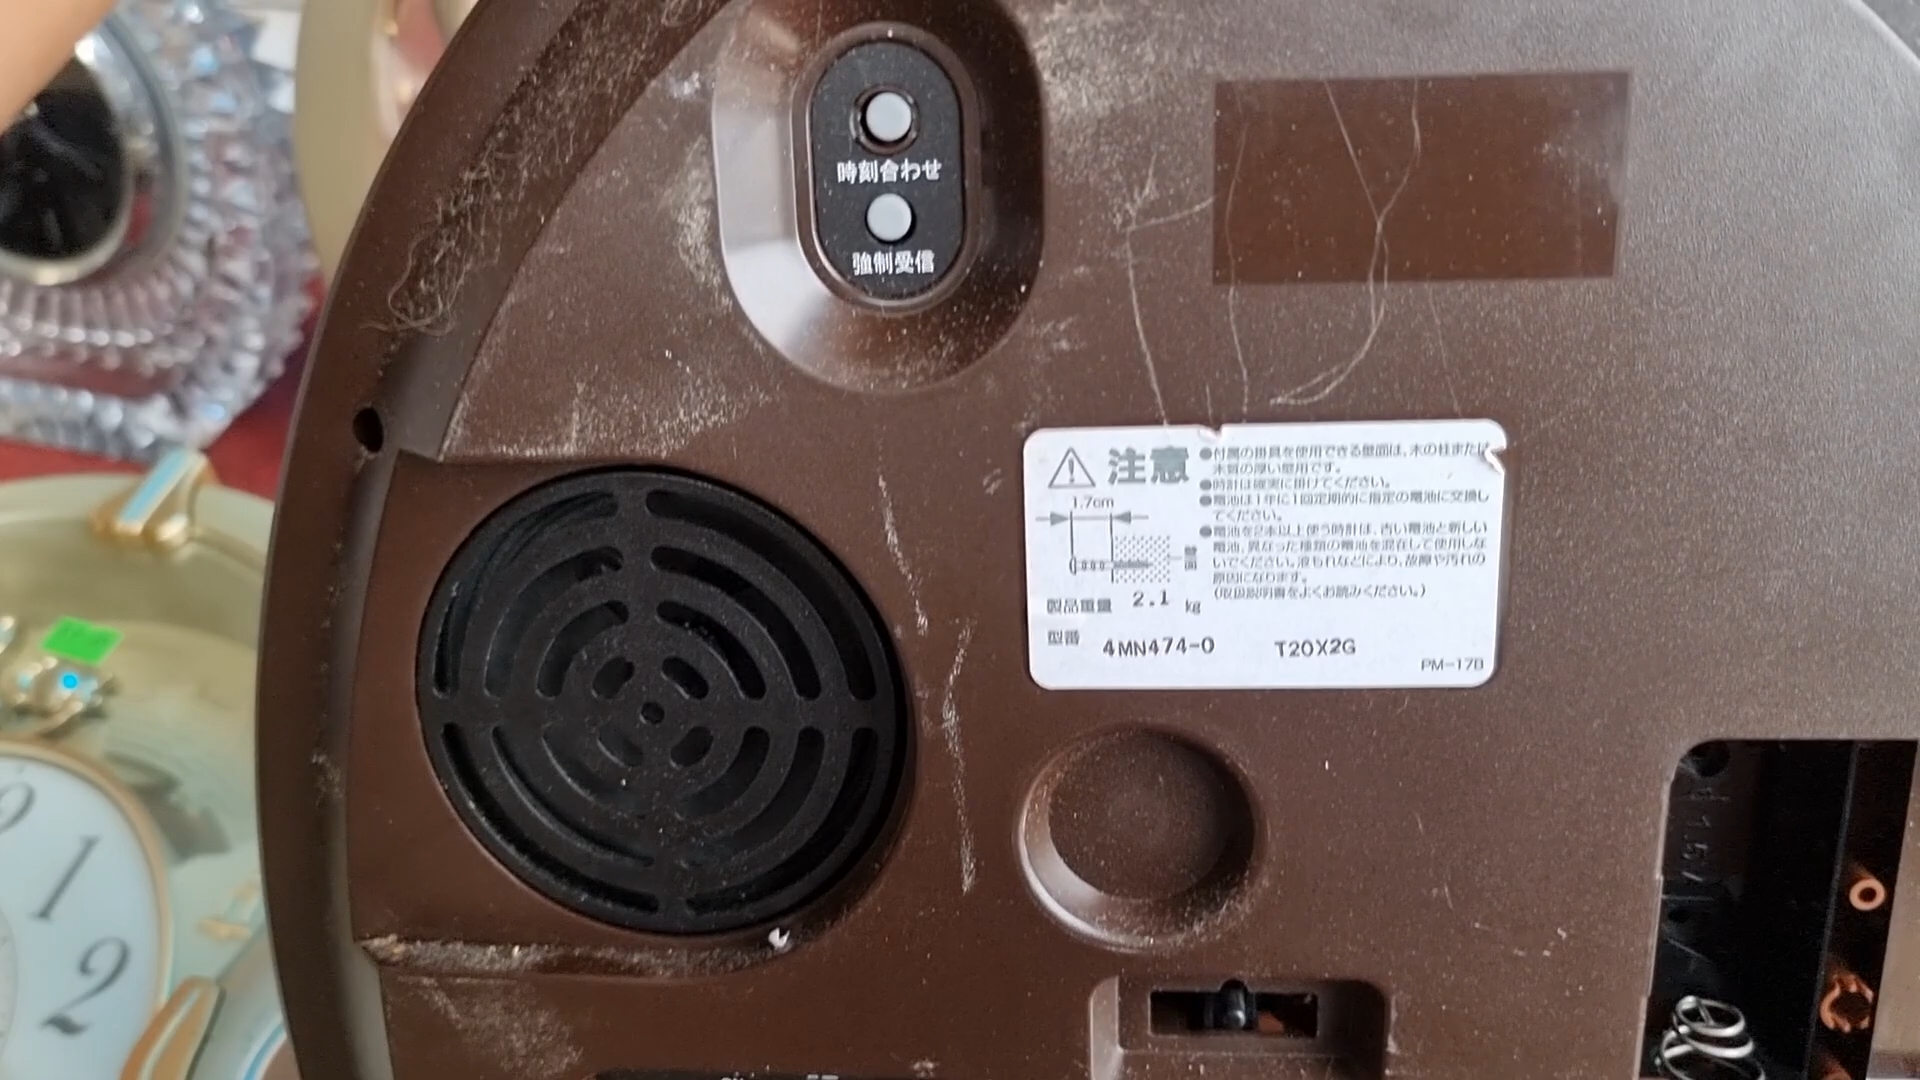 時刻合わせ
強制受信
注意
●付属の掛具を使用できる壁面は、木の柱または
木質の厚い壁用です。
●時計は確実に掛けてください。
●電池は1年に1回定期的に指定の電池に交換し
てください。
●電池を2本以上使う時計は、古い電池と新しい
電池、異なった種類の電池を混在して使用しな
いでください。液もれなどにより、故障や汚れの
原因になります。
(取扱説明書をよくお読みください。)
1.7cm
壁面
製品重量 2.1 kg
型番 4MN474-0 T20X2G
PM-17B
1.5V
9
1
2